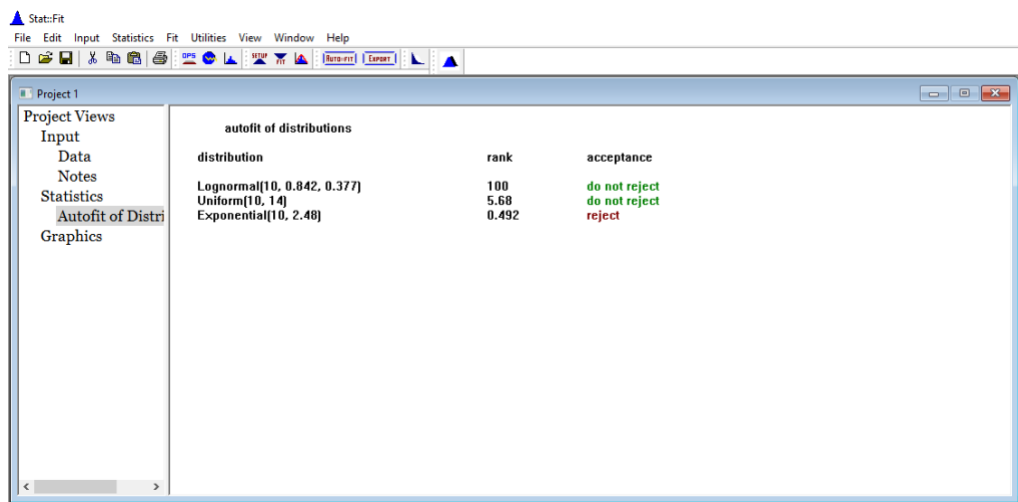 Stat::Fit
File Edit Input Statistics Fit Utilities View Window Help
OPS SETUP FIT AUTO-FIT EXPORT
Project 1
Project Views
Input
Data
Notes
Statistics
Autofit of Distri
Graphics
autofit of distributions
distribution rank acceptance
Lognormal(10, 0.842, 0.377) 100 do not reject
Uniform(10, 14) 5.68 do not reject
Exponential(10, 2.48) 0.492 reject